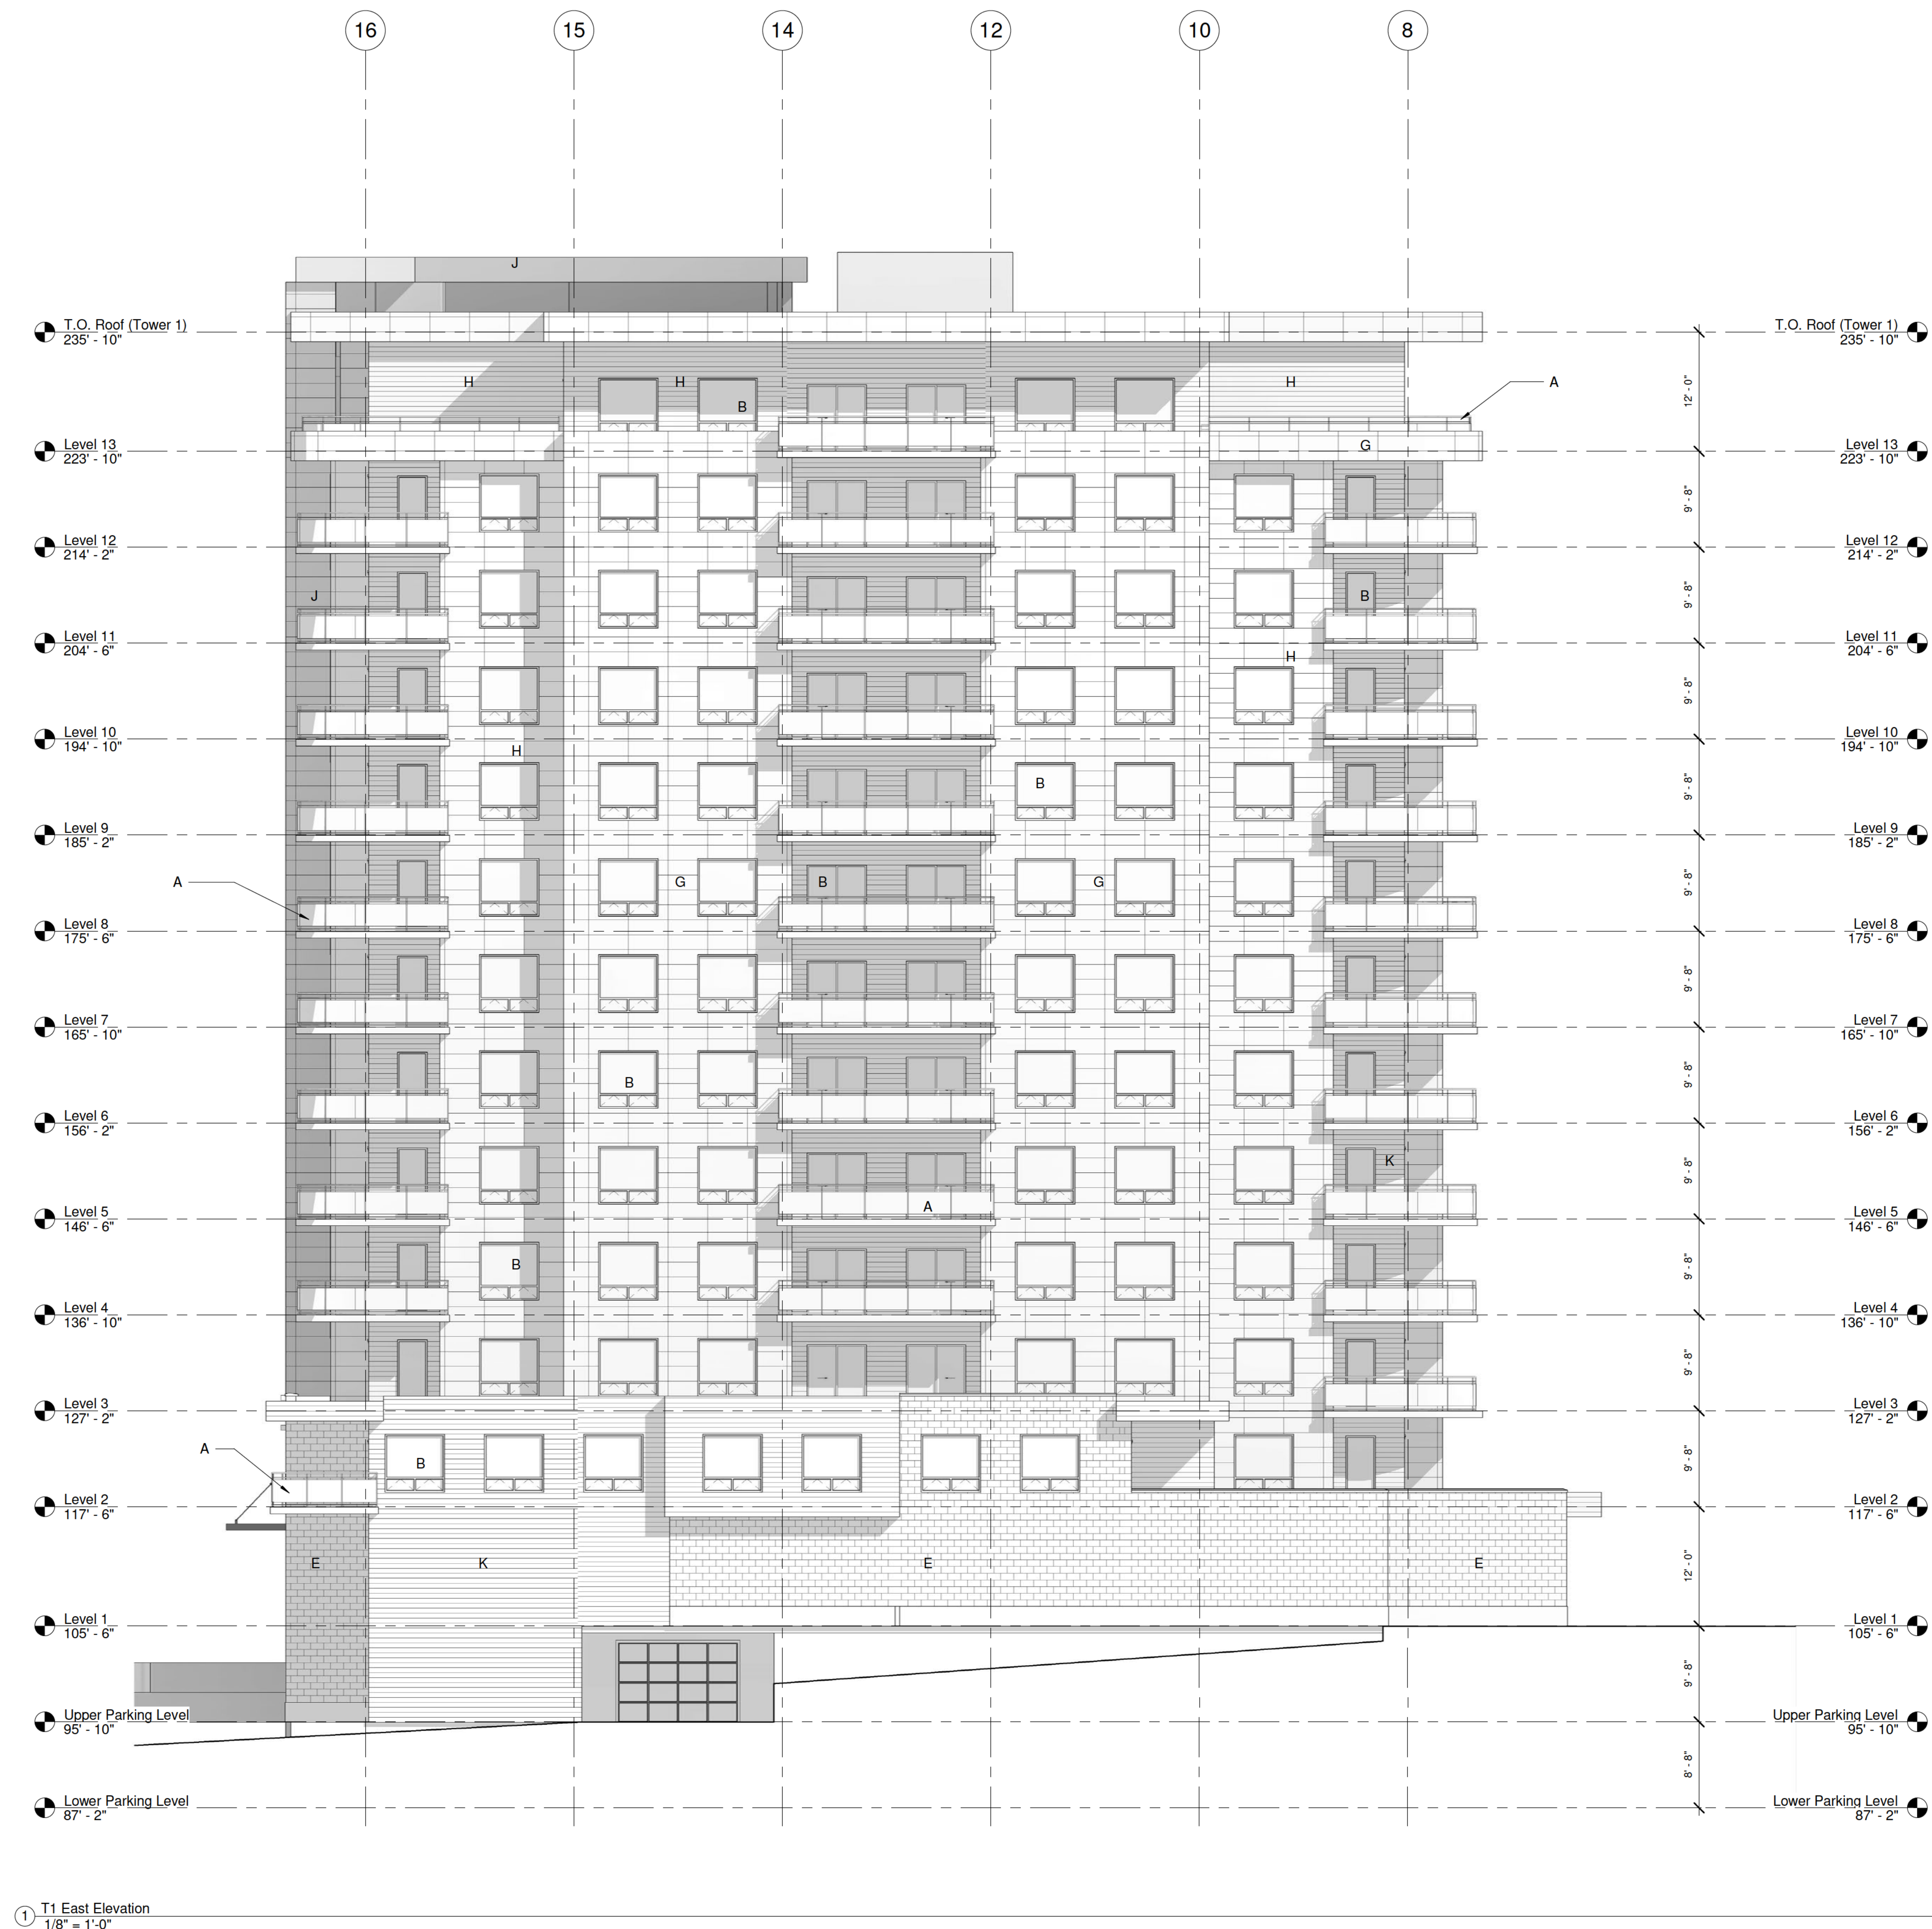 16 15 14 12 10 8
J
T.O. Roof (Tower 1)
235' - 10"
T.O. Roof (Tower 1)
235' - 10"
H H H A
12' - 0"
B
Level 13
223' - 10"
G
Level 13
223' - 10"
9' - 8"
Level 12
214' - 2"
Level 12
214' - 2"
J B
9' - 8"
Level 11
204' - 6"
Level 11
204' - 6"
H
9' - 8"
Level 10
194' - 10"
Level 10
194' - 10"
H
B
9' - 8"
Level 9
185' - 2"
Level 9
185' - 2"
A G B G
9' - 8"
Level 8
175' - 6"
Level 8
175' - 6"
9' - 8"
Level 7
165' - 10"
Level 7
165' - 10"
B
9' - 8"
Level 6
156' - 2"
Level 6
156' - 2"
K
9' - 8"
A
Level 5
146' - 6"
Level 5
146' - 6"
B
9' - 8"
Level 4
136' - 10"
Level 4
136' - 10"
9' - 8"
Level 3
127' - 2"
Level 3
127' - 2"
A
B
9' - 8"
Level 2
117' - 6"
Level 2
117' - 6"
E K E E
12' - 0"
Level 1
105' - 6"
Level 1
105' - 6"
9' - 8"
Upper Parking Level
95' - 10"
Upper Parking Level
95' - 10"
8' - 8"
Lower Parking Level
87' - 2"
Lower Parking Level
87' - 2"
1 T1 East Elevation
1/8" = 1'-0"